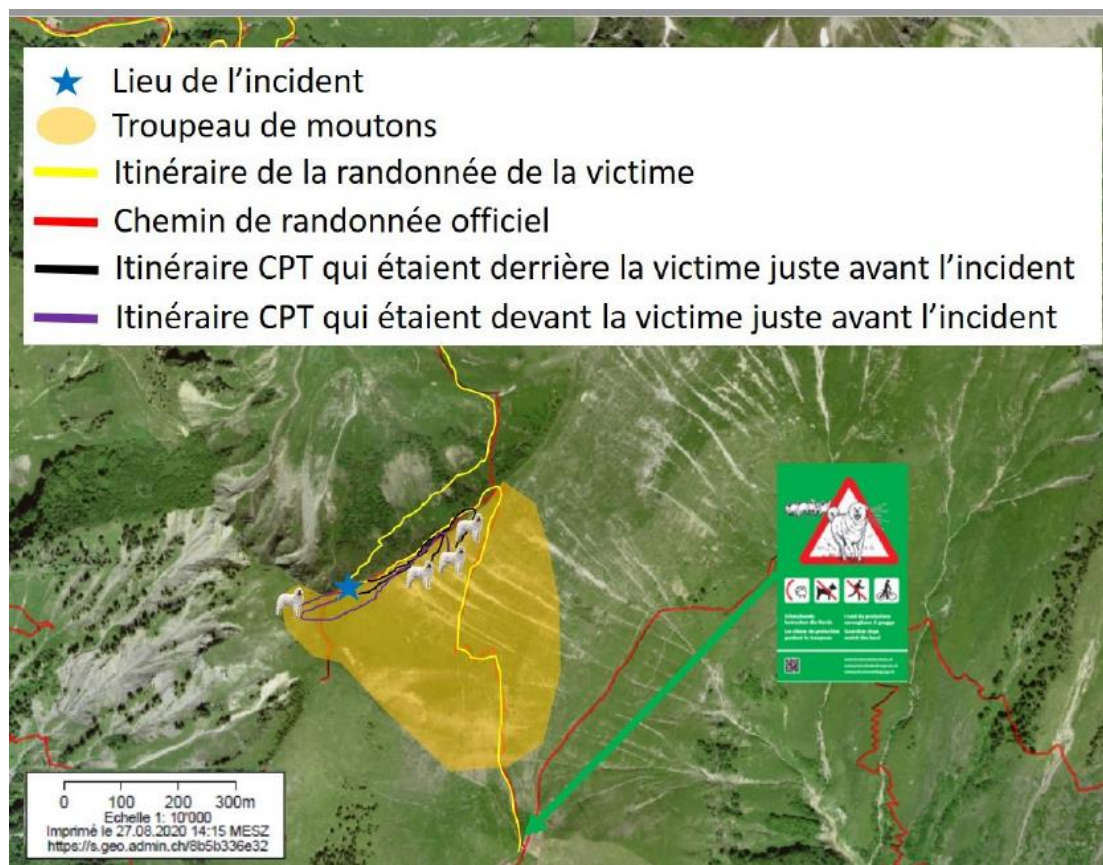 Lieu de l’incident
Troupeau de moutons
Itinéraire de la randonnée de la victime
Chemin de randonnée officiel
Itinéraire CPT qui étaient derrière la victime juste avant l’incident
Itinéraire CPT qui étaient devant la victime juste avant l’incident
0 100 200 300m
Echelle 1: 10'000
Imprimé le 27.08.2020 14:15 MESZ
https://s.geo.admin.ch/8b5b336e32